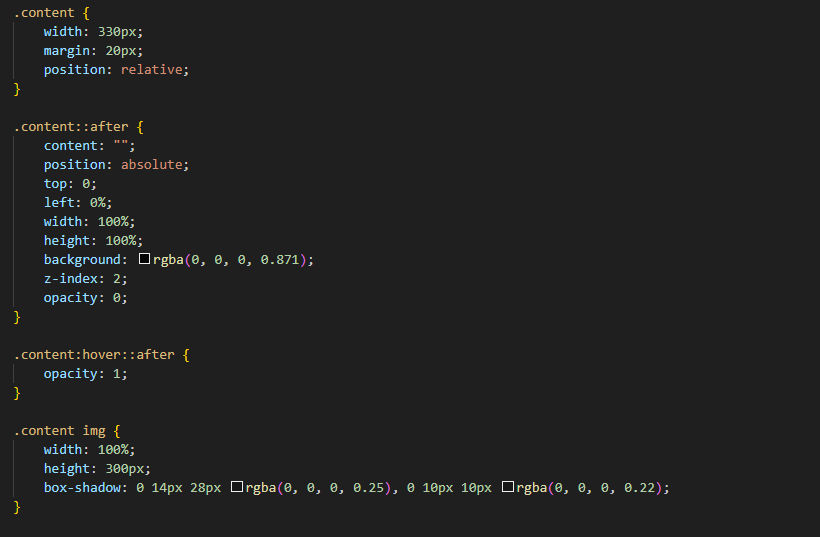 .content {
    width: 330px;
    margin: 20px;
    position: relative;
}

.content::after {
    content: "";
    position: absolute;
    top: 0;
    left: 0%;
    width: 100%;
    height: 100%;
    background: rgba(0, 0, 0, 0.871);
    z-index: 2;
    opacity: 0;
}

.content:hover::after {
    opacity: 1;
}

.content img {
    width: 100%;
    height: 300px;
    box-shadow: 0 14px 28px rgba(0, 0, 0, 0.25), 0 10px 10px rgba(0, 0, 0, 0.22);
}